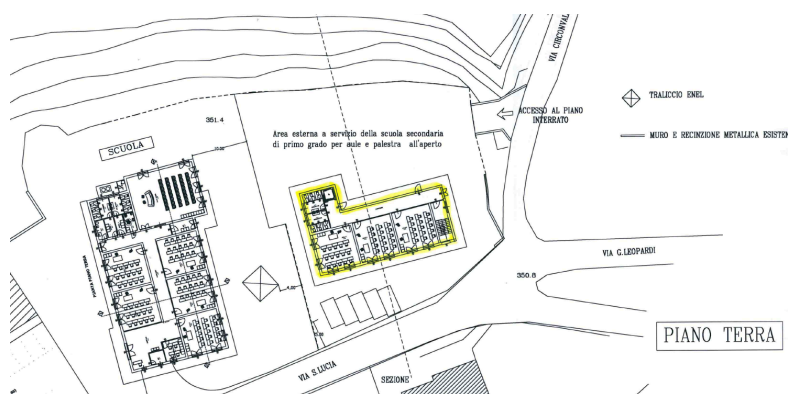 VIA CIRCONVAL
TRALICCIO ENEL
ACCESSO AL PIANO
INTERRATO
351.4
Area esterna a servizio della scuola secondaria
di primo grado per aule e palestra all'aperto
MURO E RECINZIONE METALLICA ESISTEN
SCUOLA
10,00
VIA G.LEOPARDI
350.8
PIANO TERRA
VIA S.LUCIA
SEZIONE